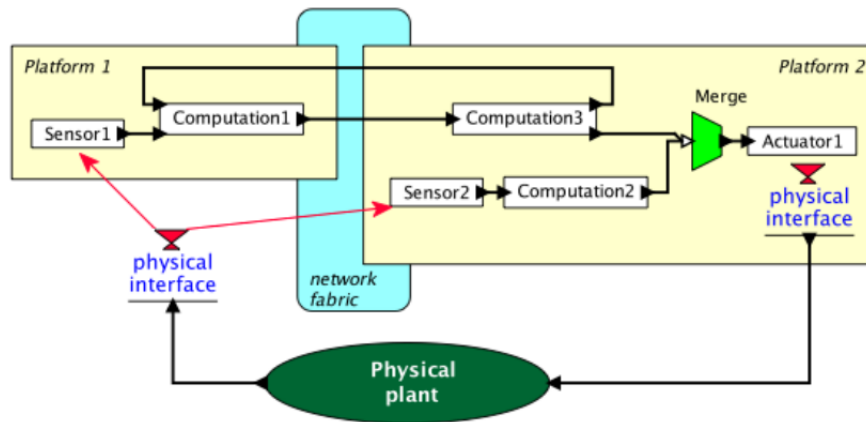 Platform 1
Platform 2
Merge
Computation1
Computation3
Sensor1
Actuator1
Sensor2
Computation2
physical
interface
physical
interface
network
fabric
Physical
plant